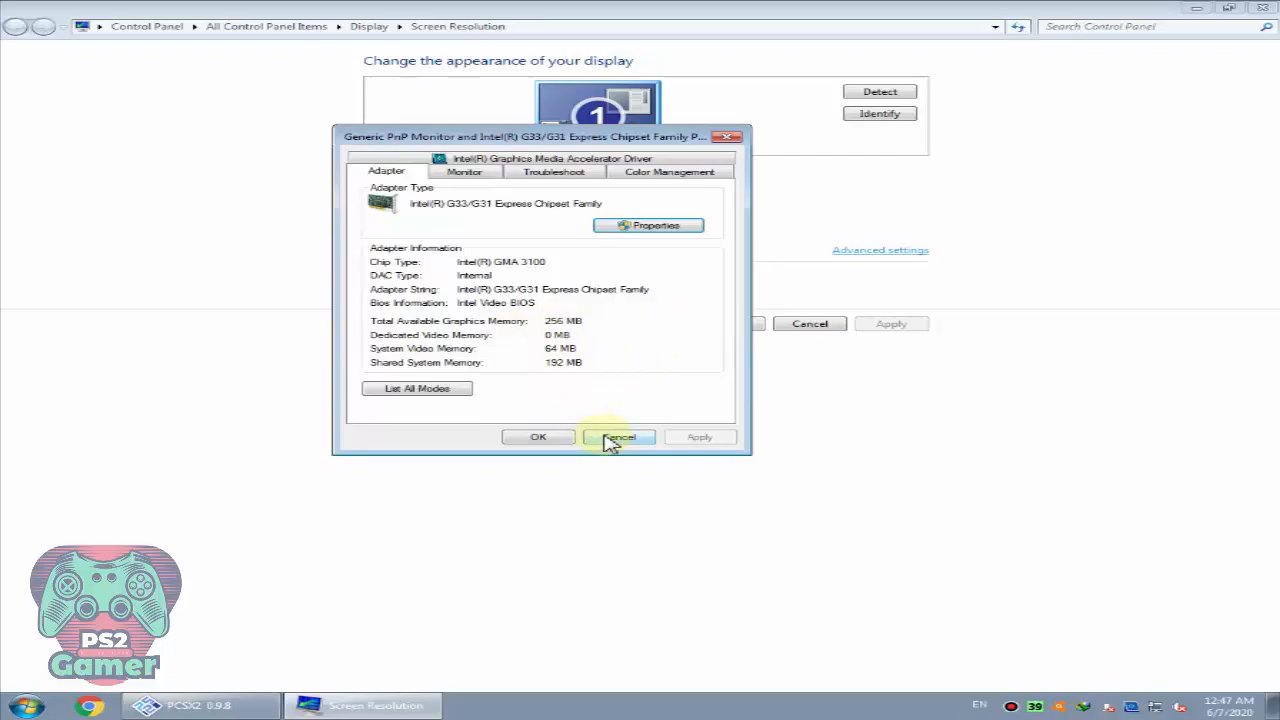 Control Panel
All Control Panel Items
Display
Screen Resolution
Search Control Panel
Change the appearance of your display
1
Detect
Identify
Generic PnP Monitor and Intel(R) G33/G31 Express Chipset Family P...
Intel(R) Graphics Media Accelerator Driver
Adapter
Monitor
Troubleshoot
Color Management
Adapter Type
Intel(R) G33/G31 Express Chipset Family
Properties
Adapter Information
Chip Type: Intel(R) GMA 3100
DAC Type: Internal
Adapter String: Intel(R) G33/G31 Express Chipset Family
Bios Information: Intel Video BIOS
Total Available Graphics Memory: 256 MB
Dedicated Video Memory: 0 MB
System Video Memory: 64 MB
Shared System Memory: 192 MB
List All Modes
OK
Cancel
Apply
Advanced settings
Cancel
Apply
PS2
Gamer
PCSX2 0.9.8
Screen Resolution
EN
39
12:47 AM
6/7/2020